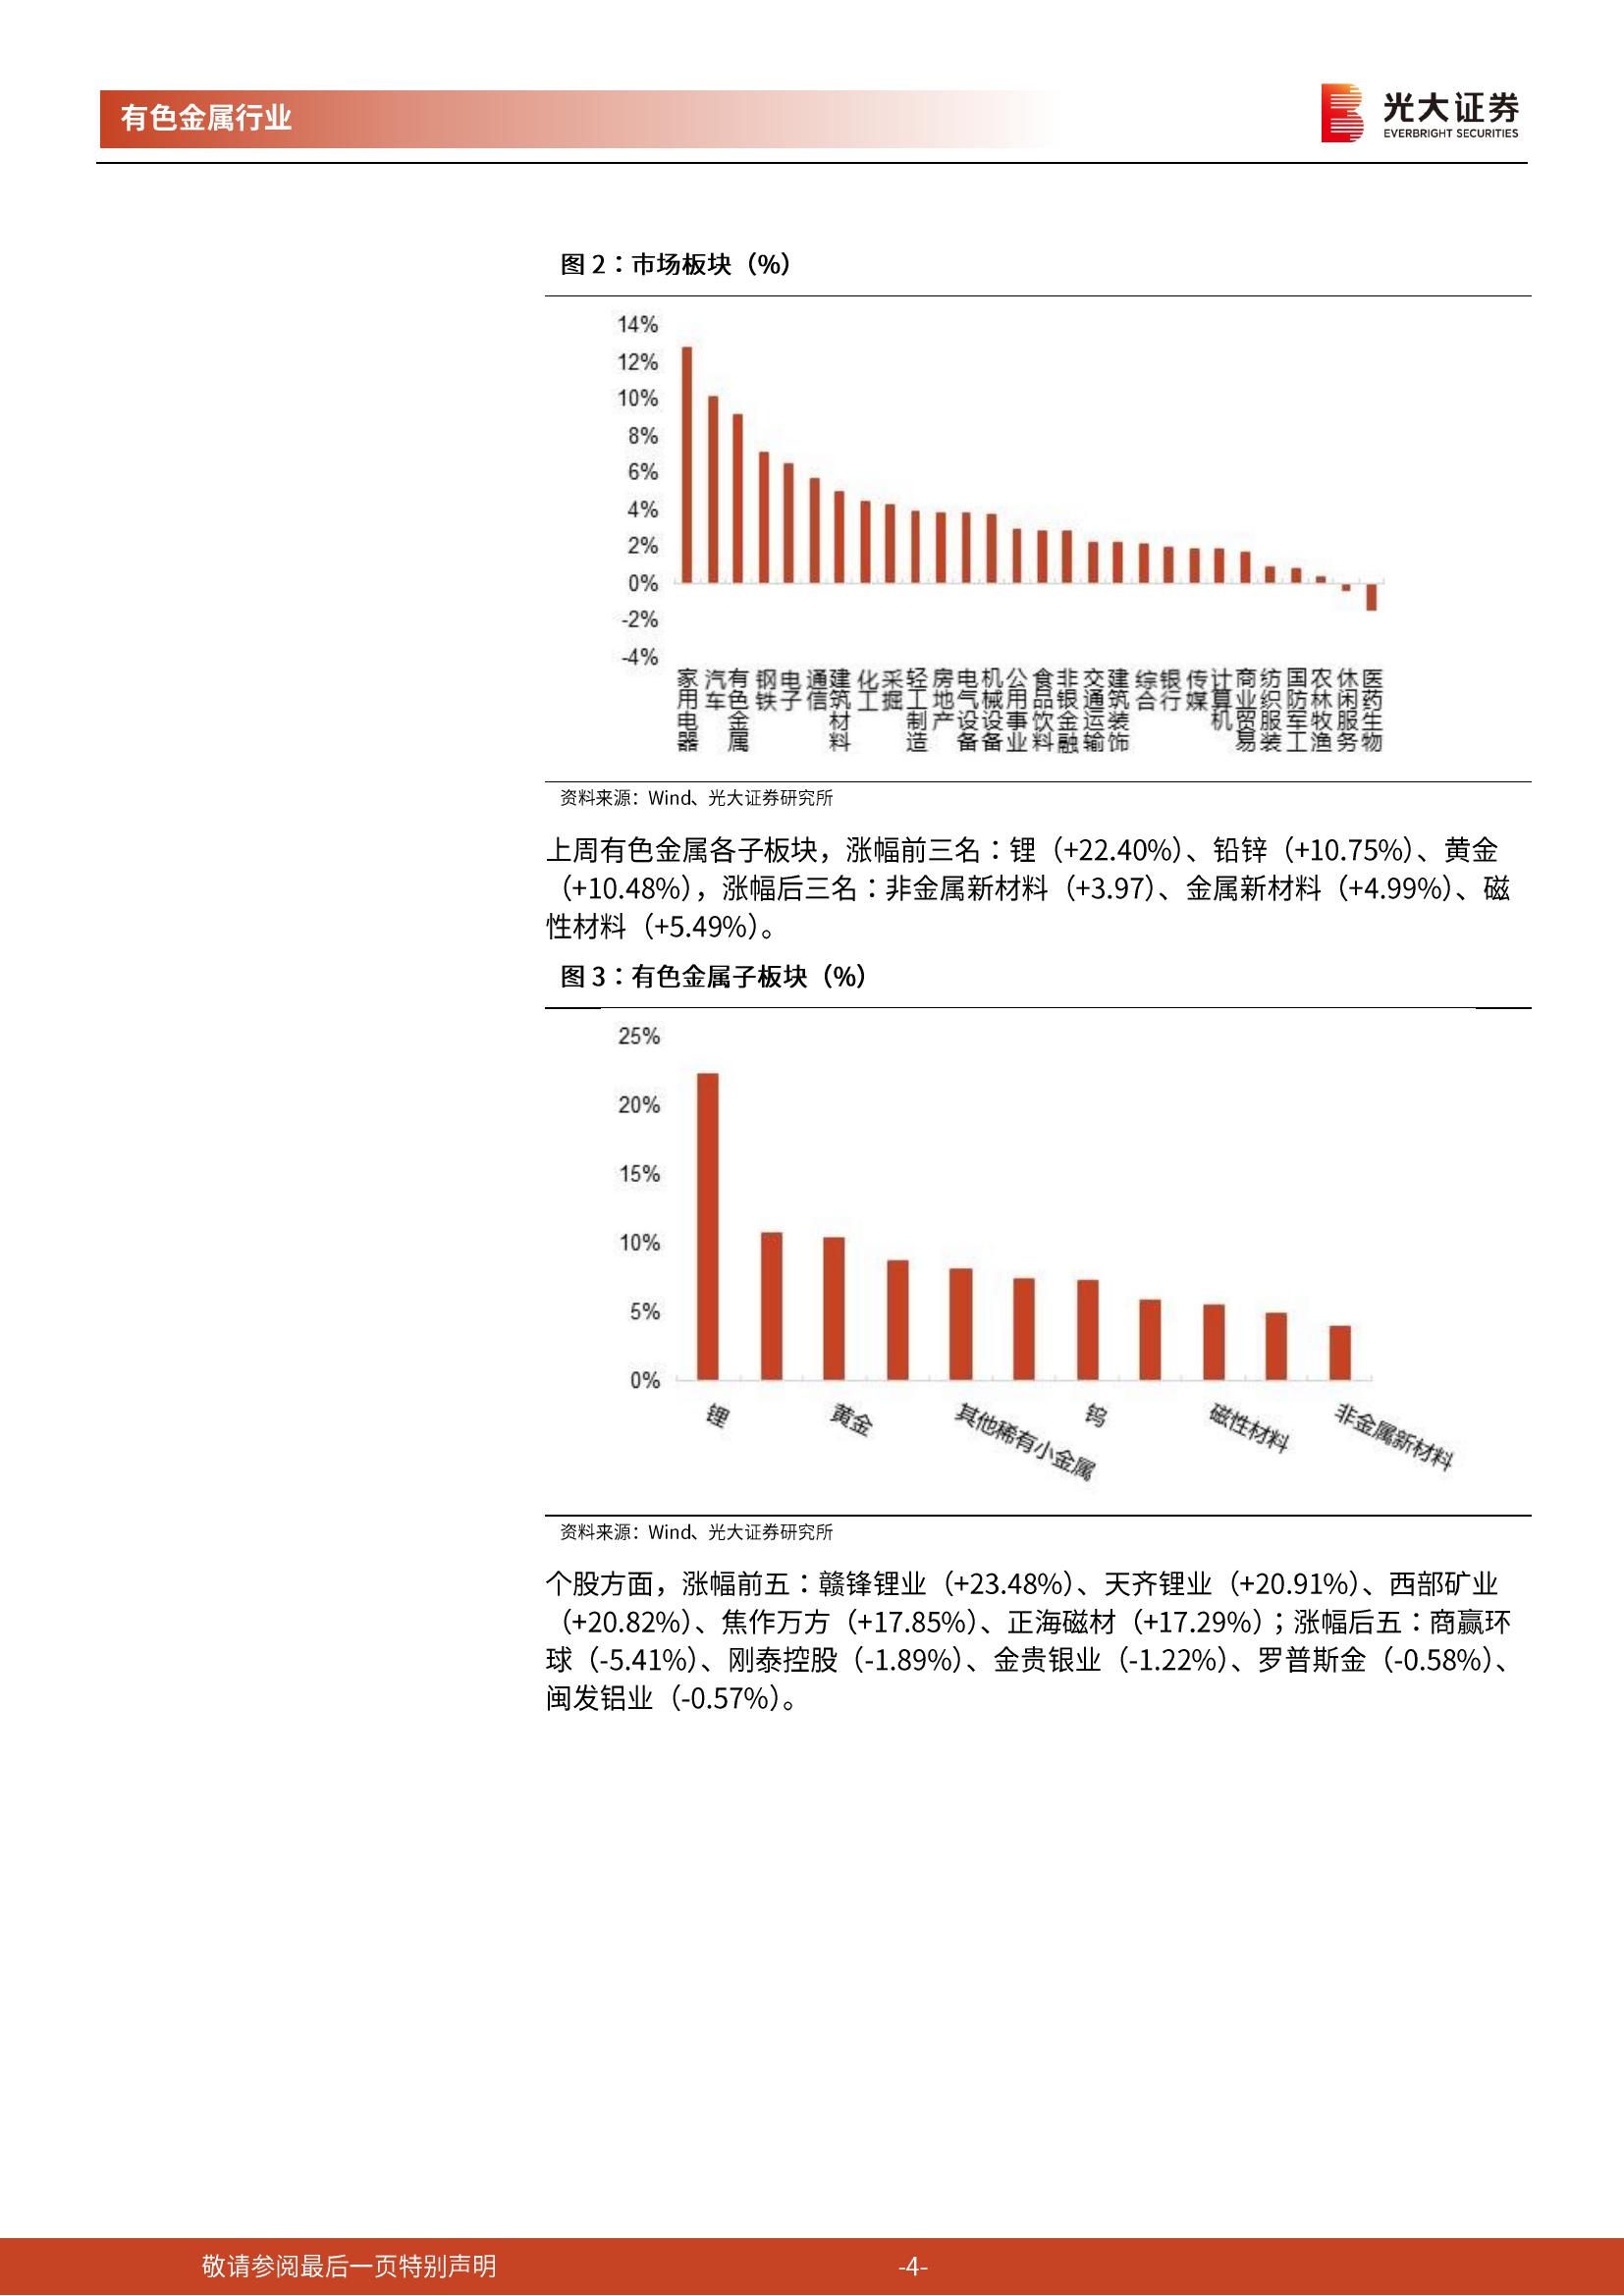 有色金属行业
光大证券
EVERBRIGHT SECURITIES
图 2：市场板块（%）
14%
12%
10%
8%
6%
4%
2%
0%
-2%
-4%
家用电器
汽车
有色金属
钢铁
电子
通信
建筑材料
化工
采掘
轻工制造
房地产
电气设备
机械设备
公用事业
食品饮料
非银金融
交通运输
建筑装饰
综合
银行
传媒
计算机
商业贸易
纺织服装
国防军工
农林牧渔
休闲服务
医药生物
资料来源：Wind、光大证券研究所
上周有色金属各子板块，涨幅前三名：锂（+22.40%）、铅锌（+10.75%）、黄金
（+10.48%），涨幅后三名：非金属新材料（+3.97）、金属新材料（+4.99%）、磁
性材料（+5.49%）。
图 3：有色金属子板块（%）
25%
20%
15%
10%
5%
0%
锂
黄金
其他稀有小金属
钨
磁性材料
非金属新材料
资料来源：Wind、光大证券研究所
个股方面，涨幅前五：赣锋锂业（+23.48%）、天齐锂业（+20.91%）、西部矿业
（+20.82%）、焦作万方（+17.85%）、正海磁材（+17.29%）；涨幅后五：商赢环
球（-5.41%）、刚泰控股（-1.89%）、金贵银业（-1.22%）、罗普斯金（-0.58%）、
闽发铝业（-0.57%）。
敬请参阅最后一页特别声明
-4-